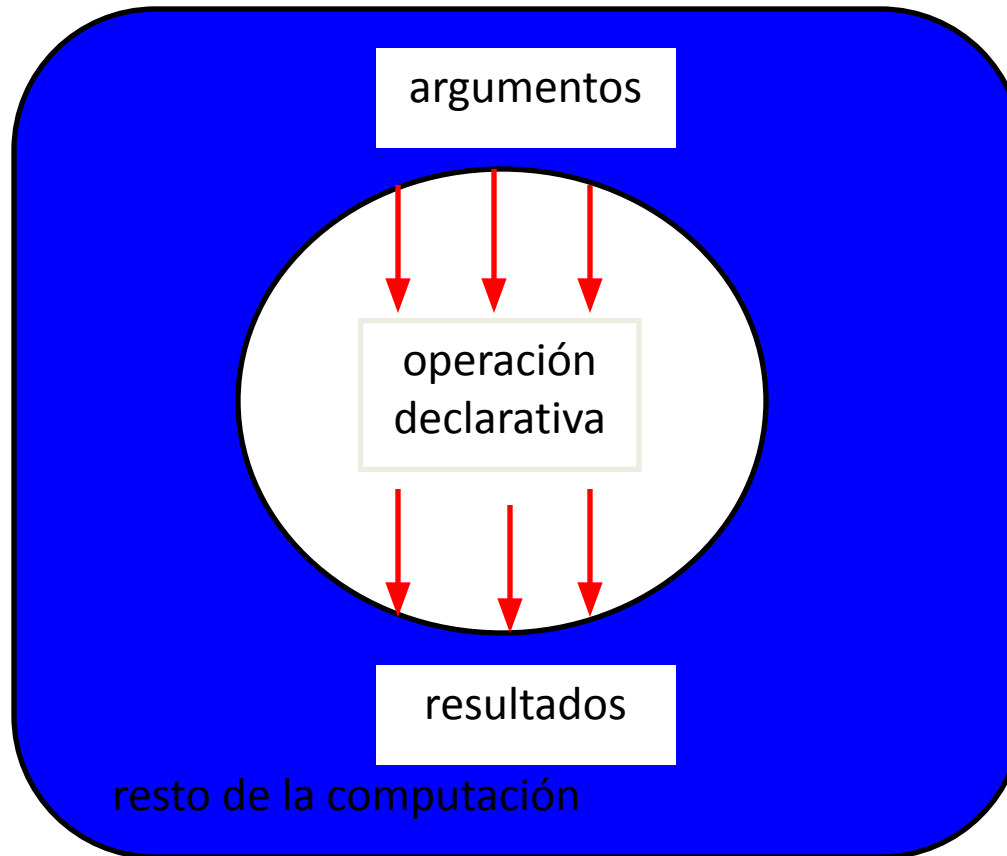 argumentos
operación
declarativa
resultados
resto de la computación